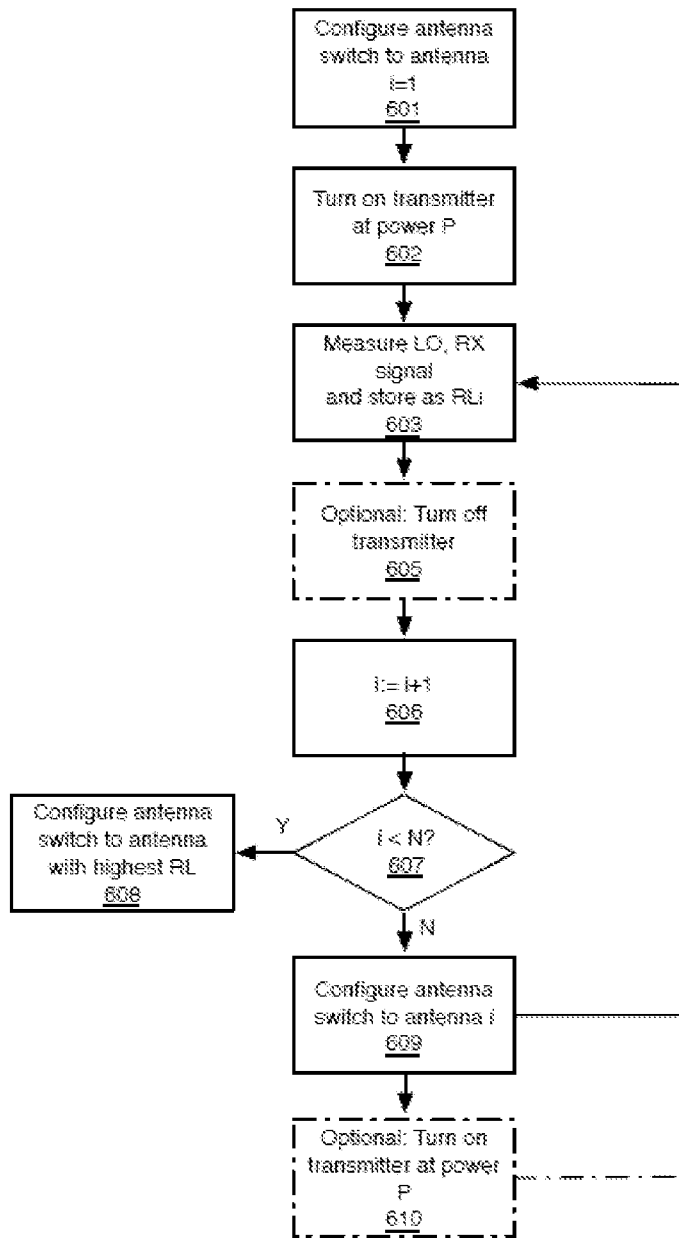 Configure antenna
switch to antenna
i=1
601
Turn on transmitter
at power P
602
Measure LO, RX
signal
and store as RLi
603
Optional: Turn off
transmitter
605
i:= i+1
606
Configure antenna
switch to antenna
with highest RL
608
Y
i < N?
607
N
Configure antenna
switch to antenna i
609
Optional: Turn on
transmitter at power
P
610